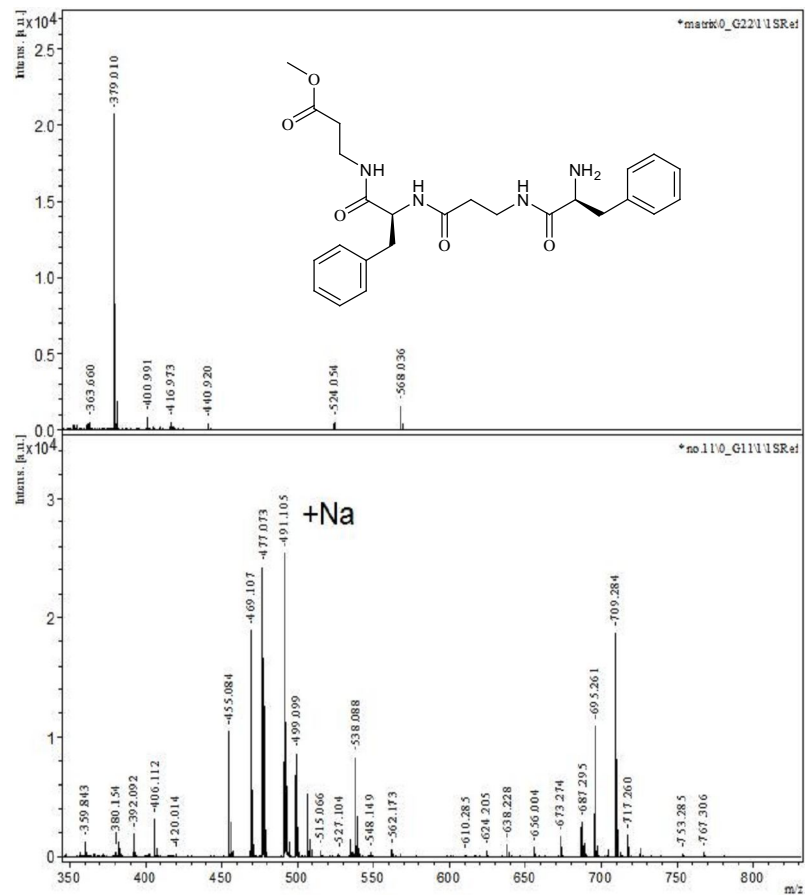 Intens. [a.u.]
x10⁴
*matrix\0_G22\1\1SRef
2.5
2.0
1.5
1.0
0.5
0.0
363.660
379.010
400.991
416.973
440.920
524.054
568.036
O
O
NH
O
H
N
O
H
N
O
NH₂
Intens. [a.u.]
x10⁴
*no.11\0_G11\1\1SRef
+Na
3
2
1
0
359.843
380.154
392.092
406.112
420.014
455.084
469.107
477.073
491.105
499.099
515.066
527.104
538.088
548.149
562.173
610.285
624.205
638.228
656.004
673.274
687.295
695.261
709.284
717.260
753.285
767.306
350 400 450 500 550 600 650 700 750 800
m/z